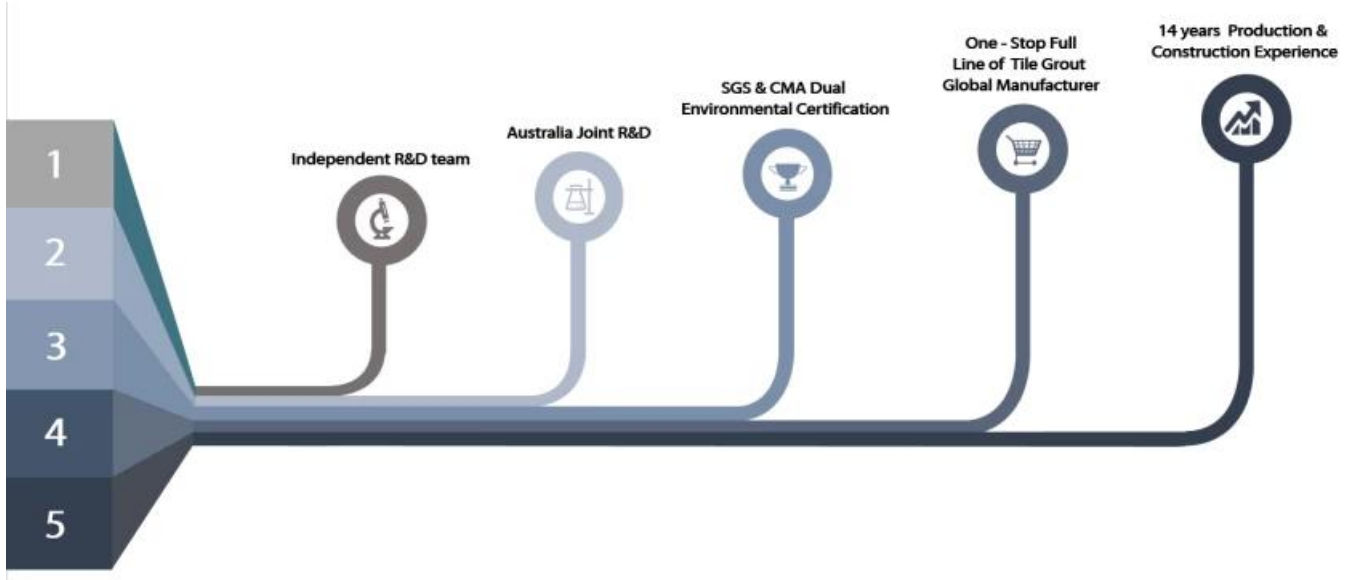 1
2
3
4
5
Independent R&D team
Australia Joint R&D
SGS & CMA Dual
Environmental Certification
One - Stop Full
Line of Tile Grout
Global Manufacturer
14 years Production &
Construction Experience